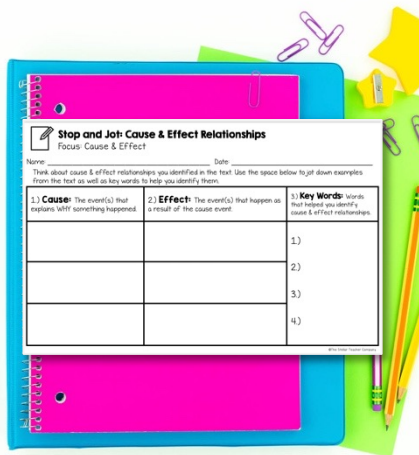 Stop and Jot: Cause & Effect Relationships
Focus: Cause & Effect
Name: Date:
Think about cause & effect relationships you identified in the text. Use the space below to jot down examples
from the text as well as key words to help you identify them.
1.) Cause: The event(s) that
explains WHY something happened.
2.) Effect: The event(s) that happen as
a result of the cause event.
3.) Key Words: Words
that helped you identify
cause & effect relationships.
1.)
2.)
3.)
4.)